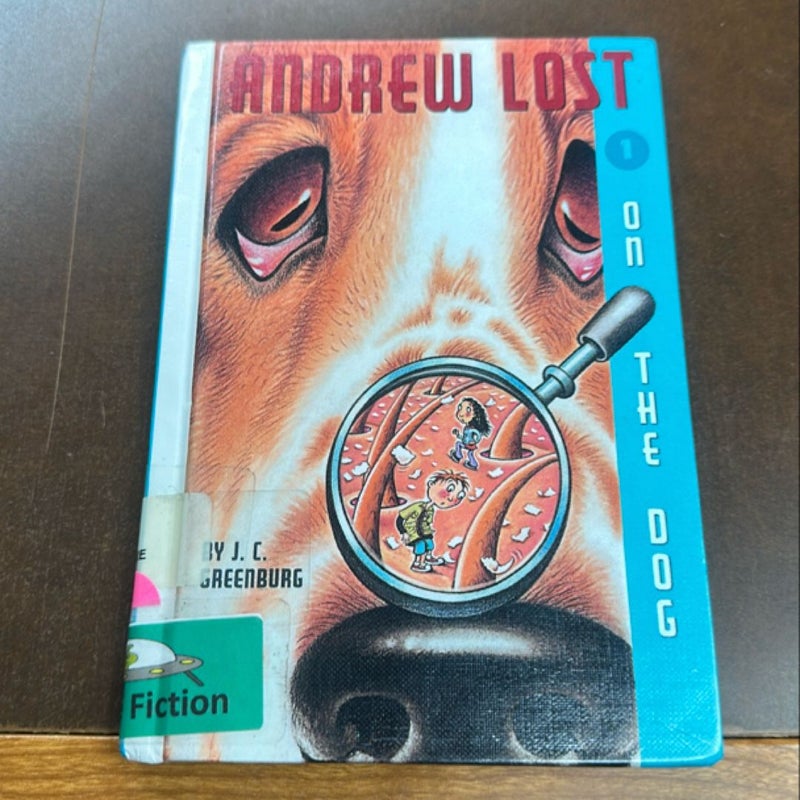 ANDREW LOST
1
ON THE DOG
BY J. C.
GREENBURG
Fiction